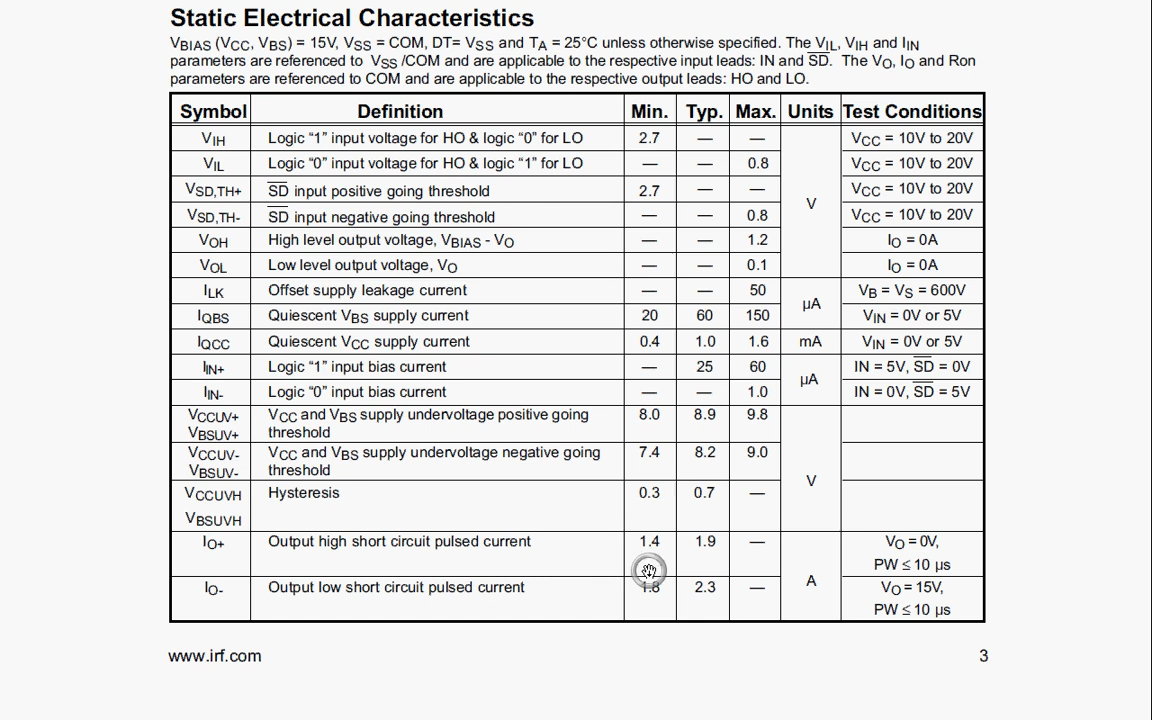 Static Electrical Characteristics
VBIAS (VCC, VBS) = 15V, VSS = COM, DT= VSS and TA = 25°C unless otherwise specified. The VIL, VIH and IIN
parameters are referenced to VSS /COM and are applicable to the respective input leads: IN and S̅D̅. The VO, IO and Ron
parameters are referenced to COM and are applicable to the respective output leads: HO and LO.
Symbol Definition Min. Typ. Max. Units Test Conditions
VIH Logic “1” input voltage for HO & logic “0” for LO 2.7 — — VCC = 10V to 20V
VIL Logic “0” input voltage for HO & logic “1” for LO — — 0.8 VCC = 10V to 20V
VSD,TH+ S̅D̅ input positive going threshold 2.7 — — VCC = 10V to 20V
V
VSD,TH- S̅D̅ input negative going threshold — — 0.8 VCC = 10V to 20V
VOH High level output voltage, VBIAS - VO — — 1.2 IO = 0A
VOL Low level output voltage, VO — — 0.1 IO = 0A
ILK Offset supply leakage current — — 50 VB = VS = 600V
µA
IQBS Quiescent VBS supply current 20 60 150 VIN = 0V or 5V
IQCC Quiescent VCC supply current 0.4 1.0 1.6 mA VIN = 0V or 5V
IIN+ Logic “1” input bias current — 25 60 IN = 5V, S̅D̅ = 0V
µA
IIN- Logic “0” input bias current — — 1.0 IN = 0V, S̅D̅ = 5V
VCCUV+ VCC and VBS supply undervoltage positive going 8.0 8.9 9.8
VBSUV+ threshold
VCCUV- VCC and VBS supply undervoltage negative going 7.4 8.2 9.0
VBSUV- threshold
V
VCCUVH Hysteresis 0.3 0.7 —
VBSUVH
IO+ Output high short circuit pulsed current 1.4 1.9 — VO = 0V,
PW ≤ 10 µs
A
IO- Output low short circuit pulsed current 1.8 2.3 — VO = 15V,
PW ≤ 10 µs
www.irf.com 3